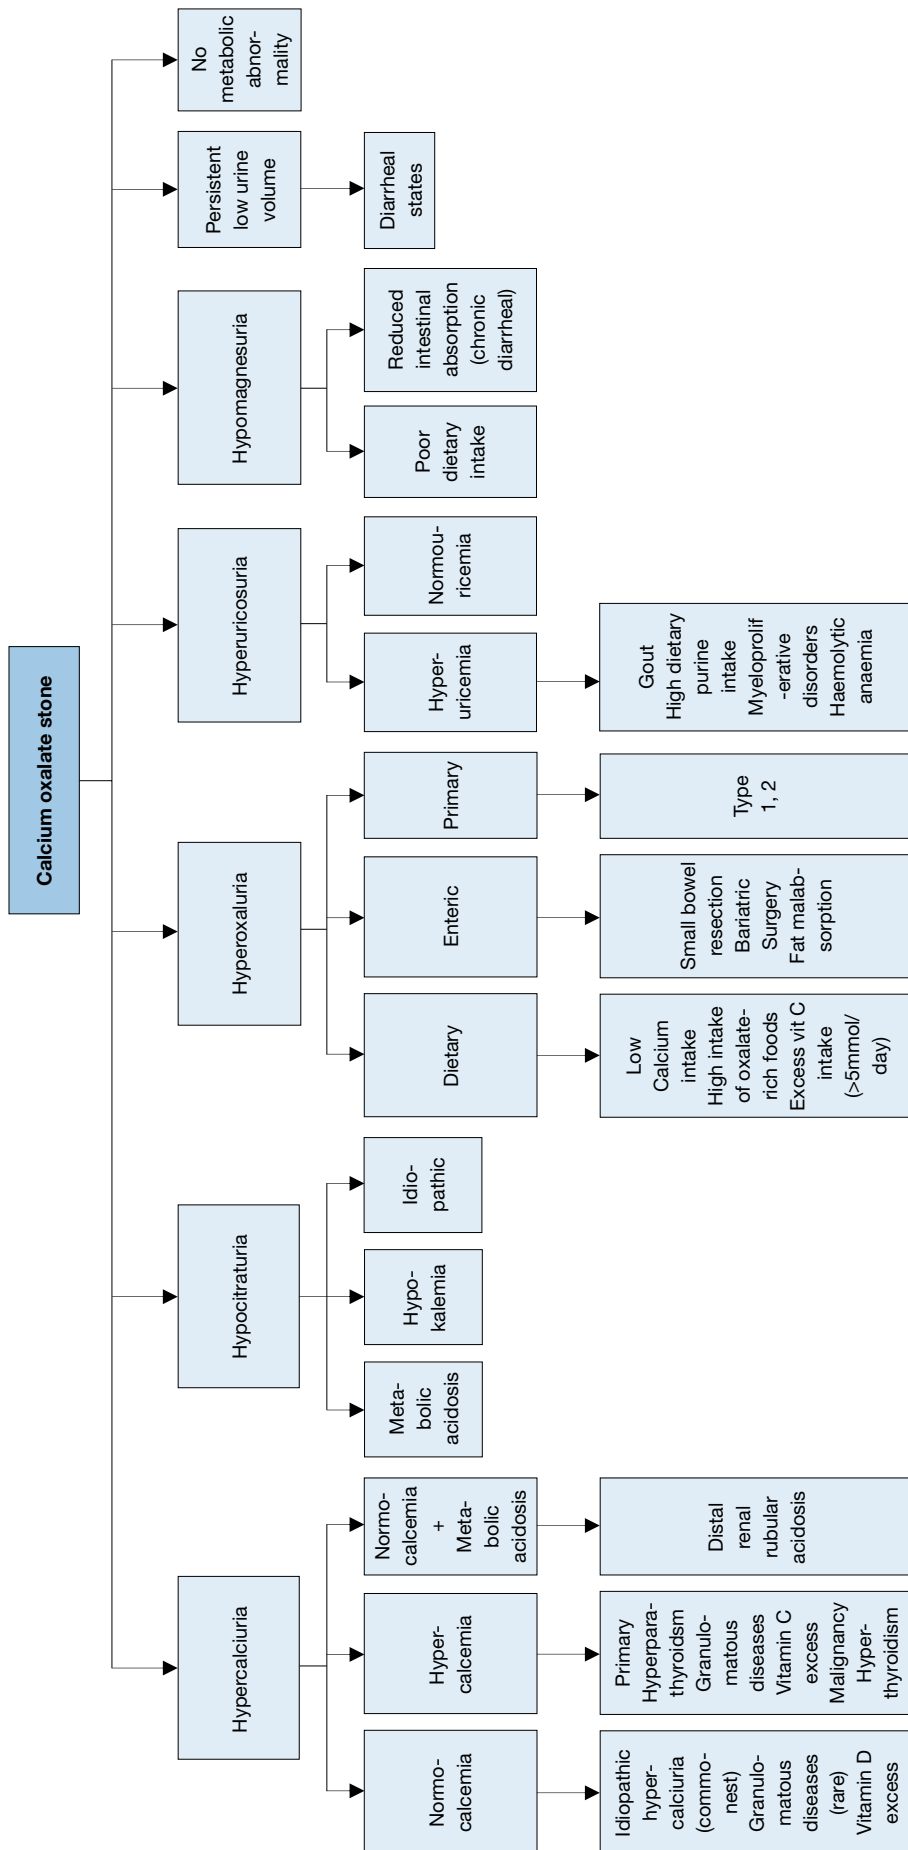 Calcium oxalate stone
Hypercalciuria
Hypocitraturia
Hyperoxaluria
Hyperuricosuria
Hypomagnesuria
Persistent
low urine
volume
No
metabolic
abnor-
mality
Normo-
calcemia
Hyper-
calcemia
Normo-
calcemia
+
Meta-
bolic
acidosis
Meta-
bolic
acidosis
Hypo-
kalemia
Idio-
pathic
Dietary
Enteric
Primary
Hyper-
uricemia
Normou-
ricemia
Poor
dietary
intake
Reduced
intestinal
absorption
(chronic
diarrheal)
Diarrheal
states
Idiopathic
hyper-
calciuria
(commo-
nest)
Granulo-
matous
diseases
(rare)
Vitamin D
excess
Primary
Hyperpara-
thyroidsm
Granulo-
matous
diseases
Vitamin C
excess
Malignancy
Hyper-
thyroidism
Distal
renal
rubular
acidosis
Low
Calcium
intake
High intake
of oxalate-
rich foods
Excess vit C
intake
(>5mmol/
day)
Small bowel
resection
Bariatric
Surgery
Fat malab-
sorption
Type
1, 2
Gout
High dietary
purine
intake
Myeloprolif
-erative
disorders
Haemolytic
anaemia